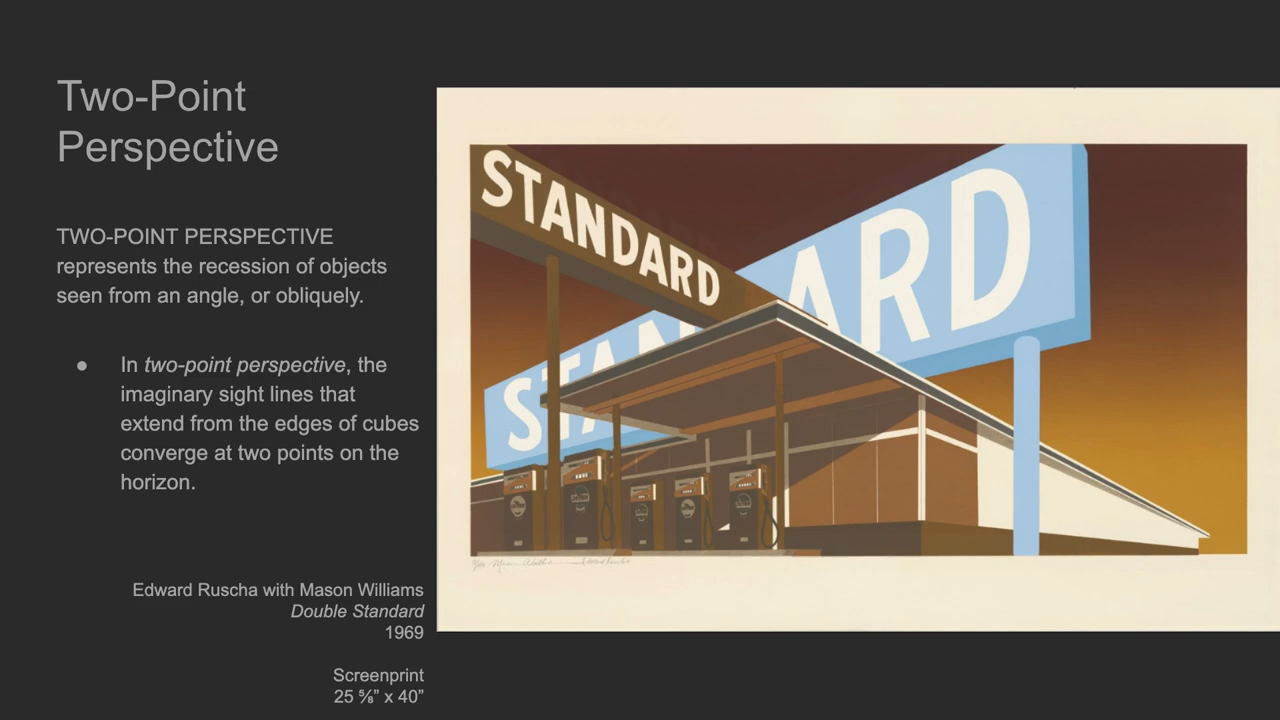 Two-Point
Perspective
TWO-POINT PERSPECTIVE
represents the recession of objects
seen from an angle, or obliquely.
● In two-point perspective, the
imaginary sight lines that
extend from the edges of cubes
converge at two points on the
horizon.
Edward Ruscha with Mason Williams
Double Standard
1969
Screenprint
25 ⅝” x 40”
STANDARD
STANDARD